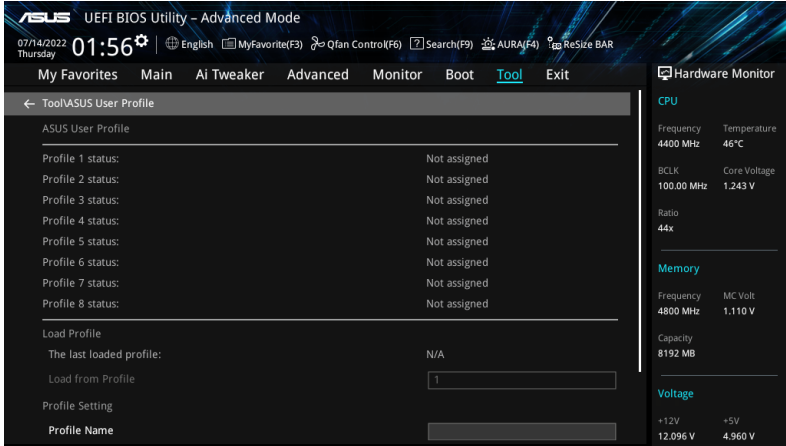 ASUS UEFI BIOS Utility – Advanced Mode
07/14/2022 Thursday 01:56 English MyFavorite(F3) Qfan Control(F6) ? Search(F9) AURA(F4) ReSize BAR
My Favorites Main Ai Tweaker Advanced Monitor Boot Tool Exit
← Tool\ASUS User Profile
ASUS User Profile
Profile 1 status: Not assigned
Profile 2 status: Not assigned
Profile 3 status: Not assigned
Profile 4 status: Not assigned
Profile 5 status: Not assigned
Profile 6 status: Not assigned
Profile 7 status: Not assigned
Profile 8 status: Not assigned
Load Profile
The last loaded profile: N/A
Load from Profile 1
Profile Setting
Profile Name
Hardware Monitor
CPU
Frequency Temperature
4400 MHz 46°C
BCLK Core Voltage
100.00 MHz 1.243 V
Ratio
44x
Memory
Frequency MC Volt
4800 MHz 1.110 V
Capacity
8192 MB
Voltage
+12V +5V
12.096 V 4.960 V